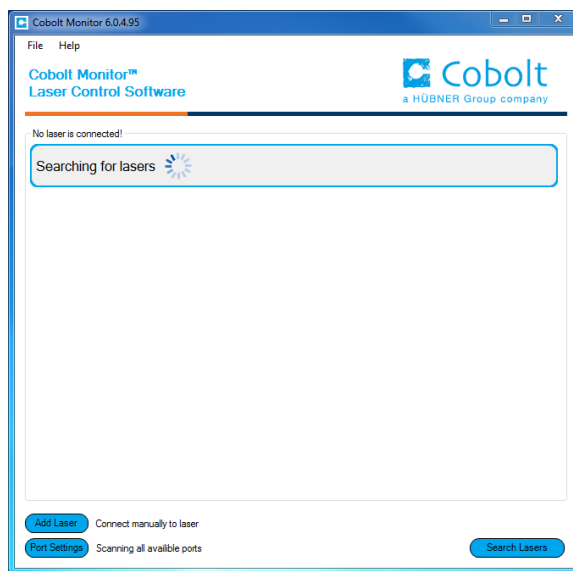 Cobolt Monitor 6.0.4.95
File Help
Cobolt Monitor™
Laser Control Software
Cobolt
a HÜBNER Group company
No laser is connected!
Searching for lasers
Add Laser Connect manually to laser
Port Settings Scanning all availible ports
Search Lasers